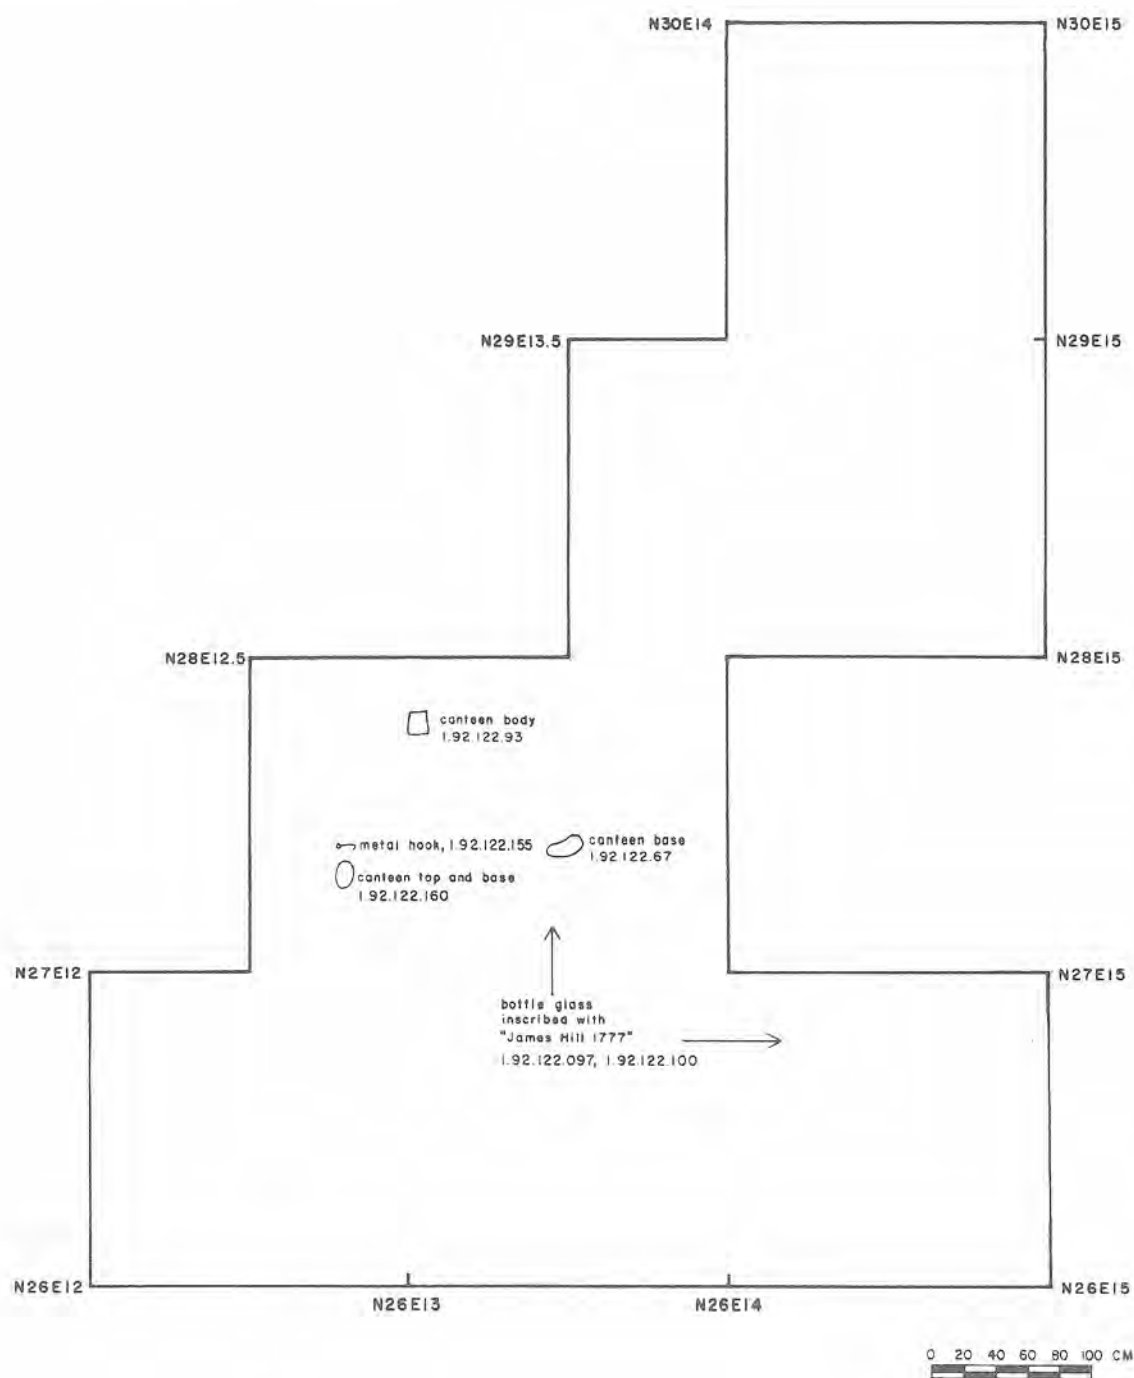 N30E14
N30E15
N29E13.5
N29E15
N28E12.5
N28E15
canteen body
1.92.122.93
metal hook, 1.92.122.155
canteen base
1.92.122.67
canteen top and base
1.92.122.160
N27E12
N27E15
bottle glass
inscribed with
"James Hill 1777"
1.92.122.097, 1.92.122.100
N26E12
N26E13
N26E14
N26E15
0 20 40 60 80 100 CM